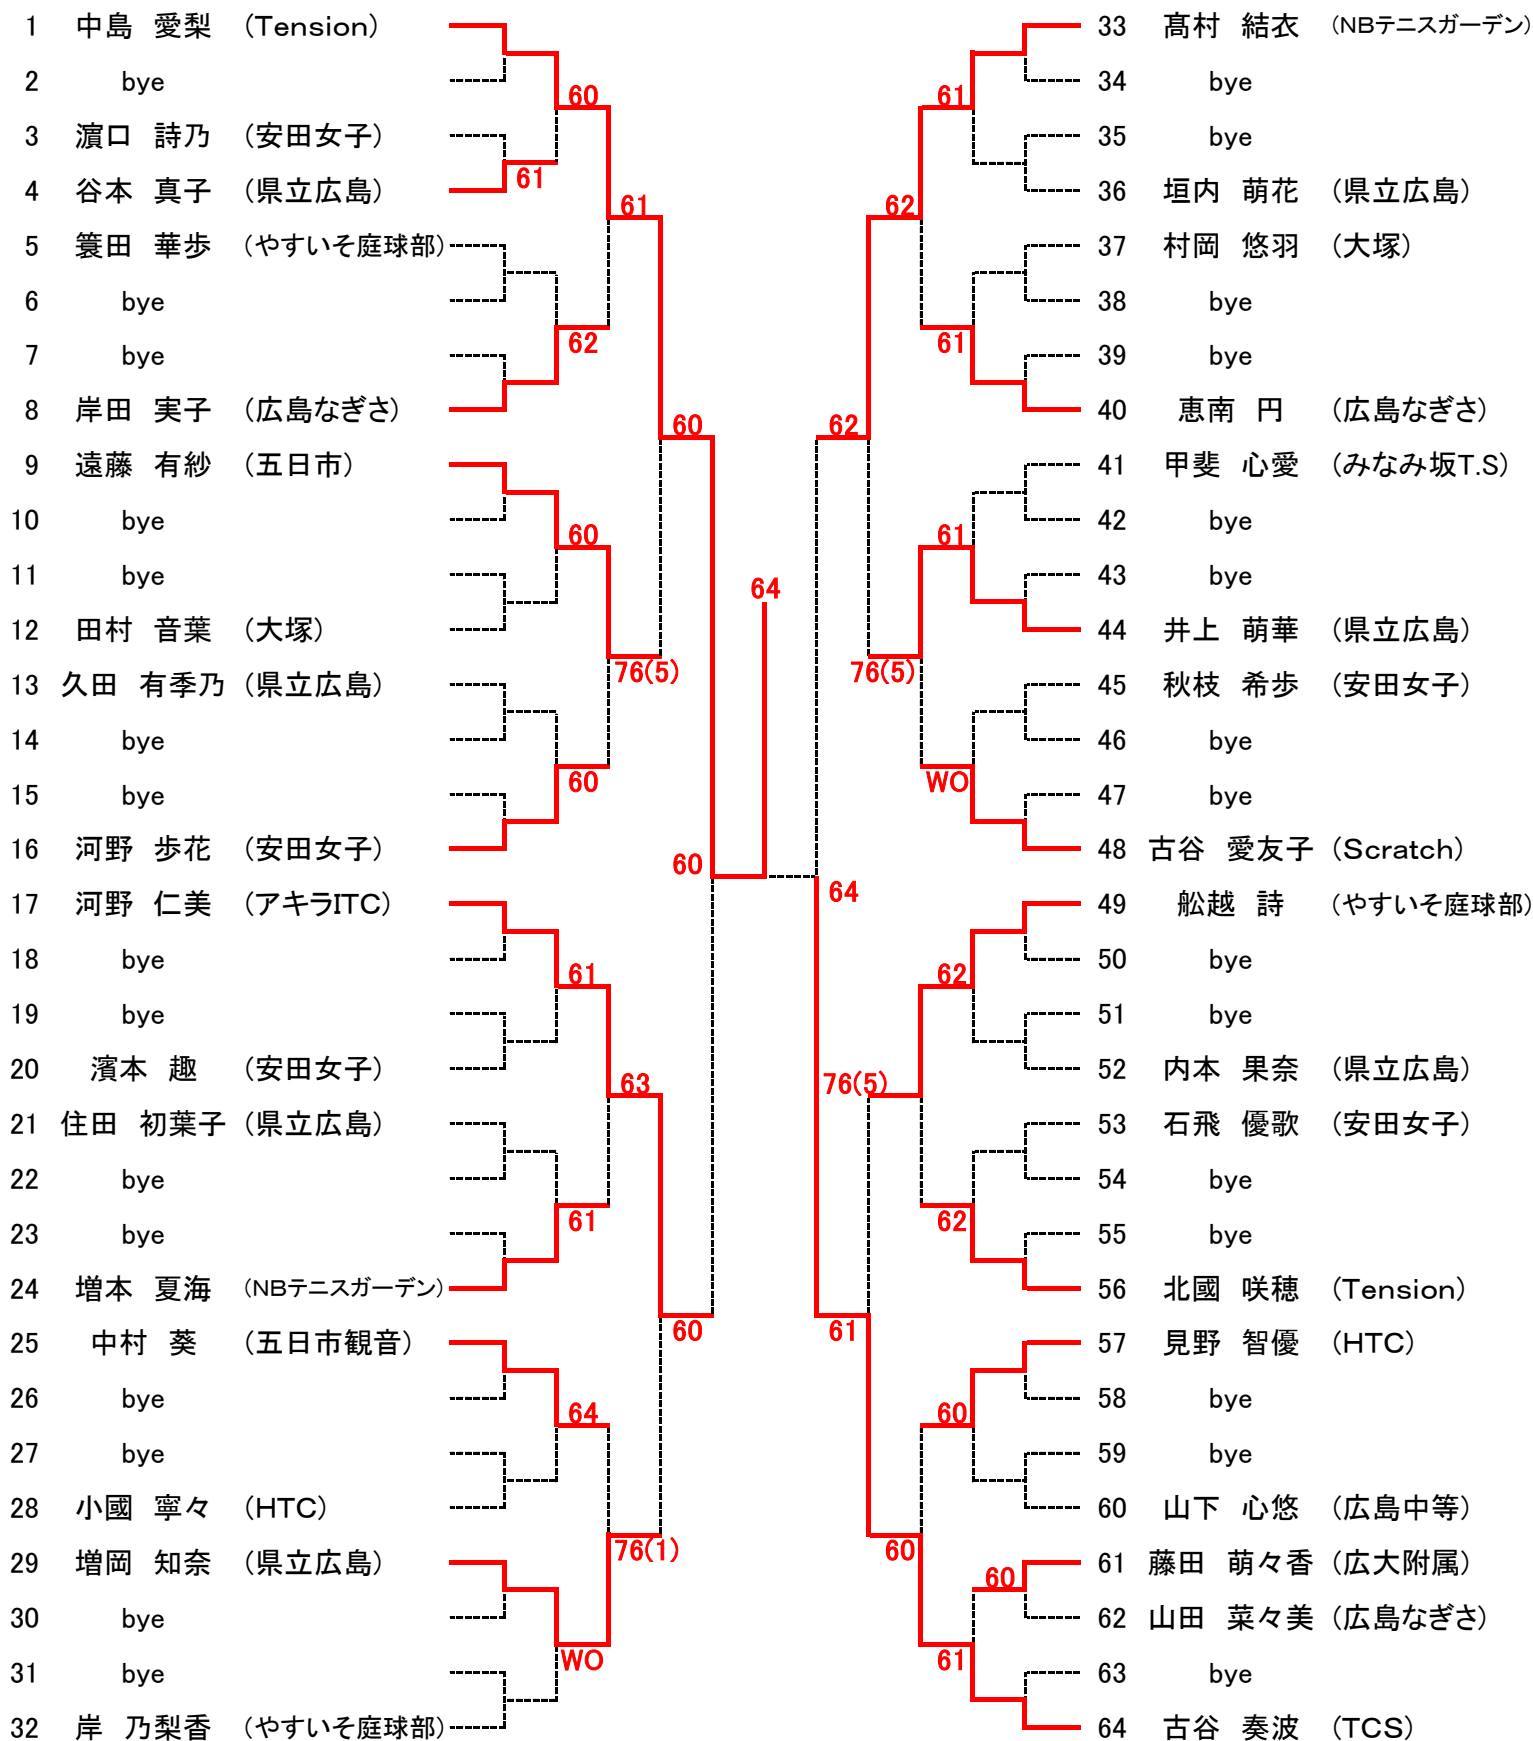 1 中島 愛梨 (Tension)
2 bye
60
3 濵口 詩乃 (安田女子)
61
4 谷本 真子 (県立広島)
61
5 簑田 華歩 (やすいそ庭球部)
6 bye
62
7 bye
8 岸田 実子 (広島なぎさ)
60
9 遠藤 有紗 (五日市)
10 bye
60
11 bye
12 田村 音葉 (大塚)
76(5)
13 久田 有季乃 (県立広島)
14 bye
60
15 bye
16 河野 歩花 (安田女子)
60
64
17 河野 仁美 (アキラITC)
18 bye
61
19 bye
20 濱本 趣 (安田女子)
63
21 住田 初葉子 (県立広島)
22 bye
61
23 bye
24 増本 夏海 (NBテニスガーデン)
60
25 中村 葵 (五日市観音)
26 bye
64
27 bye
28 小國 寧々 (HTC)
76(1)
29 増岡 知奈 (県立広島)
30 bye
WO
31 bye
32 岸 乃梨香 (やすいそ庭球部)
33 髙村 結衣 (NBテニスガーデン)
34 bye
61
35 bye
36 垣内 萌花 (県立広島)
62
37 村岡 悠羽 (大塚)
38 bye
61
39 bye
40 恵南 円 (広島なぎさ)
62
41 甲斐 心愛 (みなみ坂T.S)
42 bye
61
43 bye
44 井上 萌華 (県立広島)
76(5)
45 秋枝 希歩 (安田女子)
46 bye
WO
47 bye
48 古谷 愛友子 (Scratch)
64
49 舩越 詩 (やすいそ庭球部)
50 bye
62
51 bye
52 内本 果奈 (県立広島)
76(5)
53 石飛 優歌 (安田女子)
54 bye
62
55 bye
56 北國 咲穂 (Tension)
61
57 見野 智優 (HTC)
58 bye
60
59 bye
60 山下 心悠 (広島中等)
60
61 藤田 萌々香 (広大附属)
60
62 山田 菜々美 (広島なぎさ)
61
63 bye
64 古谷 奏波 (TCS)